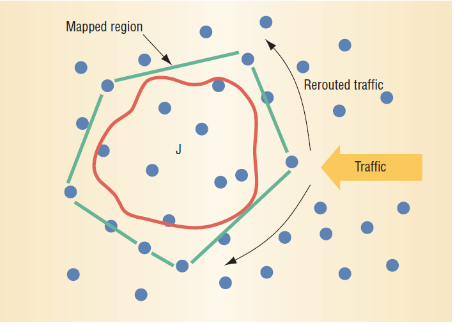 Mapped region
Rerouted traffic
J
Traffic